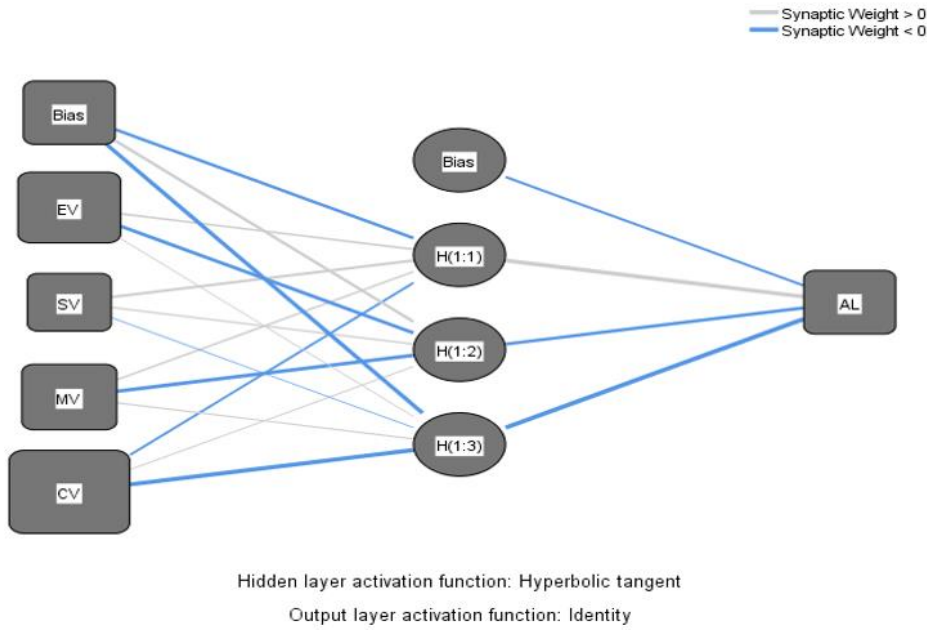 Synaptic Weight > 0
Synaptic Weight < 0
Bias
EV
SV
MV
CV
Bias
H(1:1)
H(1:2)
H(1:3)
AL
Hidden layer activation function: Hyperbolic tangent
Output layer activation function: Identity